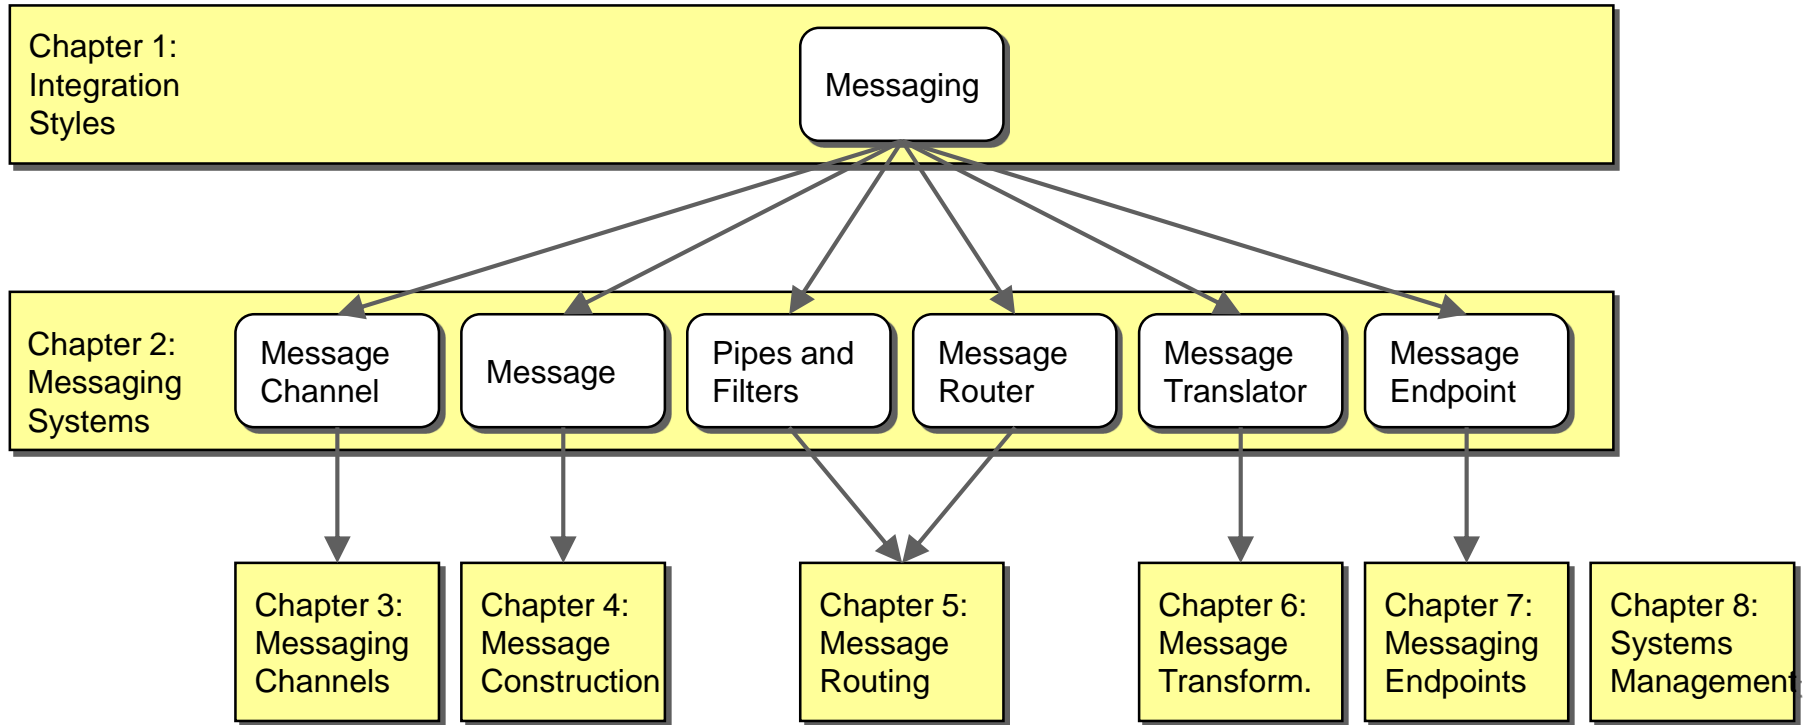 Chapter 1:
Integration
Styles
Messaging
Chapter 2:
Messaging
Systems
Message
Channel
Message
Pipes and
Filters
Message
Router
Message
Translator
Message
Endpoint
Chapter 3:
Messaging
Channels
Chapter 4:
Message
Construction
Chapter 5:
Message
Routing
Chapter 6:
Message
Transform.
Chapter 7:
Messaging
Endpoints
Chapter 8:
Systems
Management